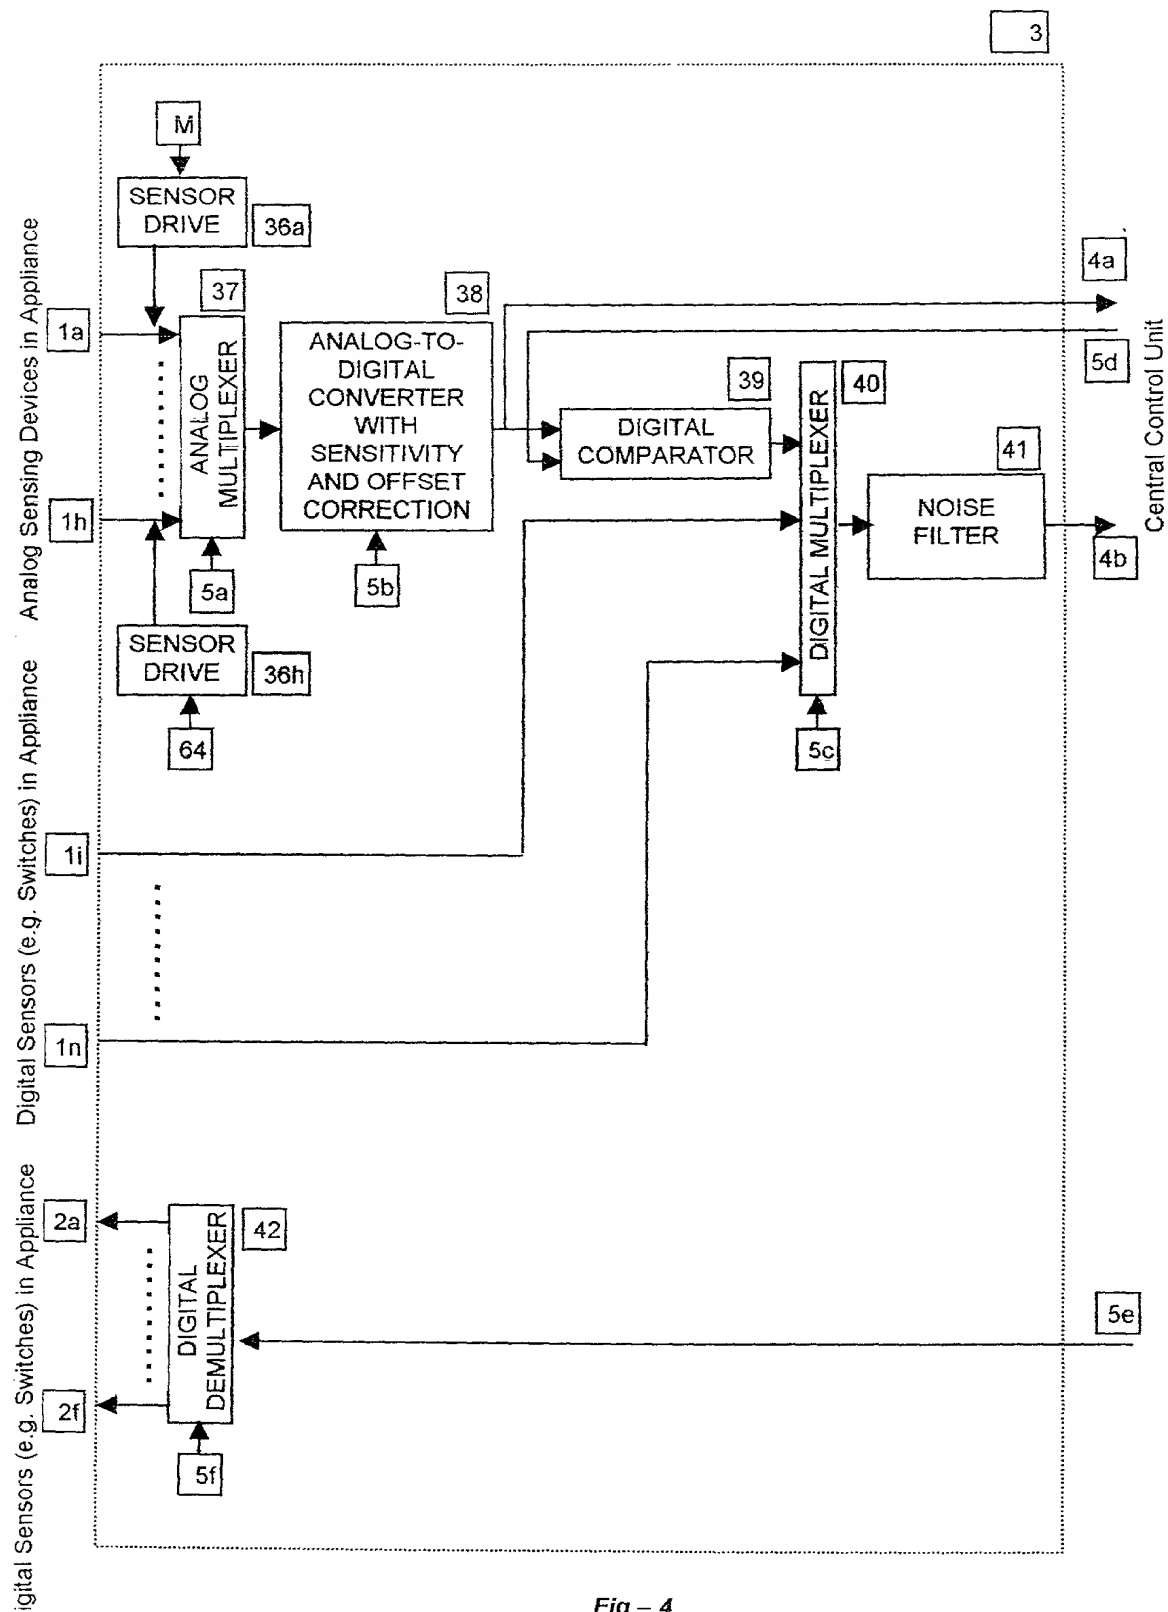 3
M
SENSOR
DRIVE
36a
37
38
4a
1a
ANALOG
MULTIPLEXER
ANALOG-TO-
DIGITAL
CONVERTER
WITH
SENSITIVITY
AND OFFSET
CORRECTION
5d
39
40
DIGITAL
COMPARATOR
DIGITAL MULTIPLEXER
41
NOISE
FILTER
1h
5a
5b
4b
SENSOR
DRIVE
36h
64
5c
1i
1n
2a
42
DIGITAL
DEMULTIPLEXER
5e
2f
5f
Analog Sensing Devices in Appliance
Digital Sensors (e.g. Switches) in Appliance
igital Sensors (e.g. Switches) in Appliance
Central Control Unit
Fig – 4